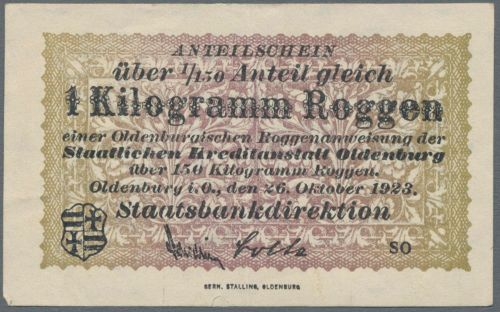 ANTEILSCHEIN
über 1/150 Anteil gleich
1 Kilogramm Roggen
einer Oldenburgischen Roggenanweisung der
Staatlichen Kreditanstalt Oldenburg
über 150 Kilogramm Roggen.
Oldenburg i.O., den 26. Oktober 1923.
Staatsbankdirektion
SO
GERH. STALLING, OLDENBURG